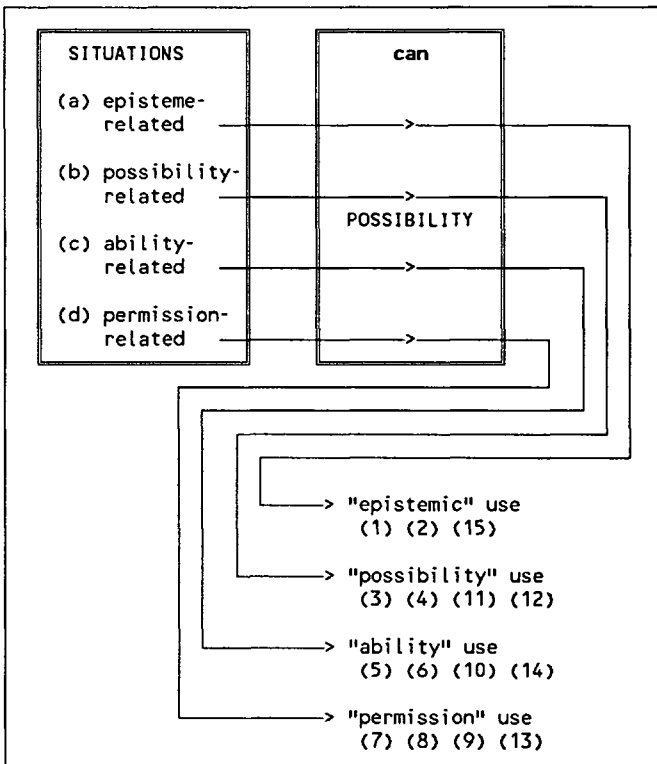 SITUATIONS
(a) episteme-
related
(b) possibility-
related
(c) ability-
related
(d) permission-
related
can
POSSIBILITY
"epistemic" use
(1) (2) (15)
"possibility" use
(3) (4) (11) (12)
"ability" use
(5) (6) (10) (14)
"permission" use
(7) (8) (9) (13)